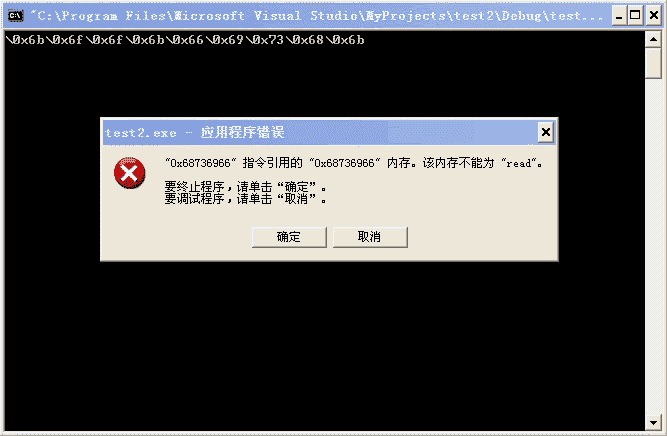 "C:\Program Files\Microsoft Visual Studio\MyProjects\test2\Debug\test...
\0x6b\0x6f\0x6f\0x6b\0x66\0x69\0x73\0x68\0x6b
test2.exe - 应用程序错误
"0x68736966" 指令引用的 "0x68736966" 内存。该内存不能为 "read"。
要终止程序，请单击“确定”。
要调试程序，请单击“取消”。
确定 取消